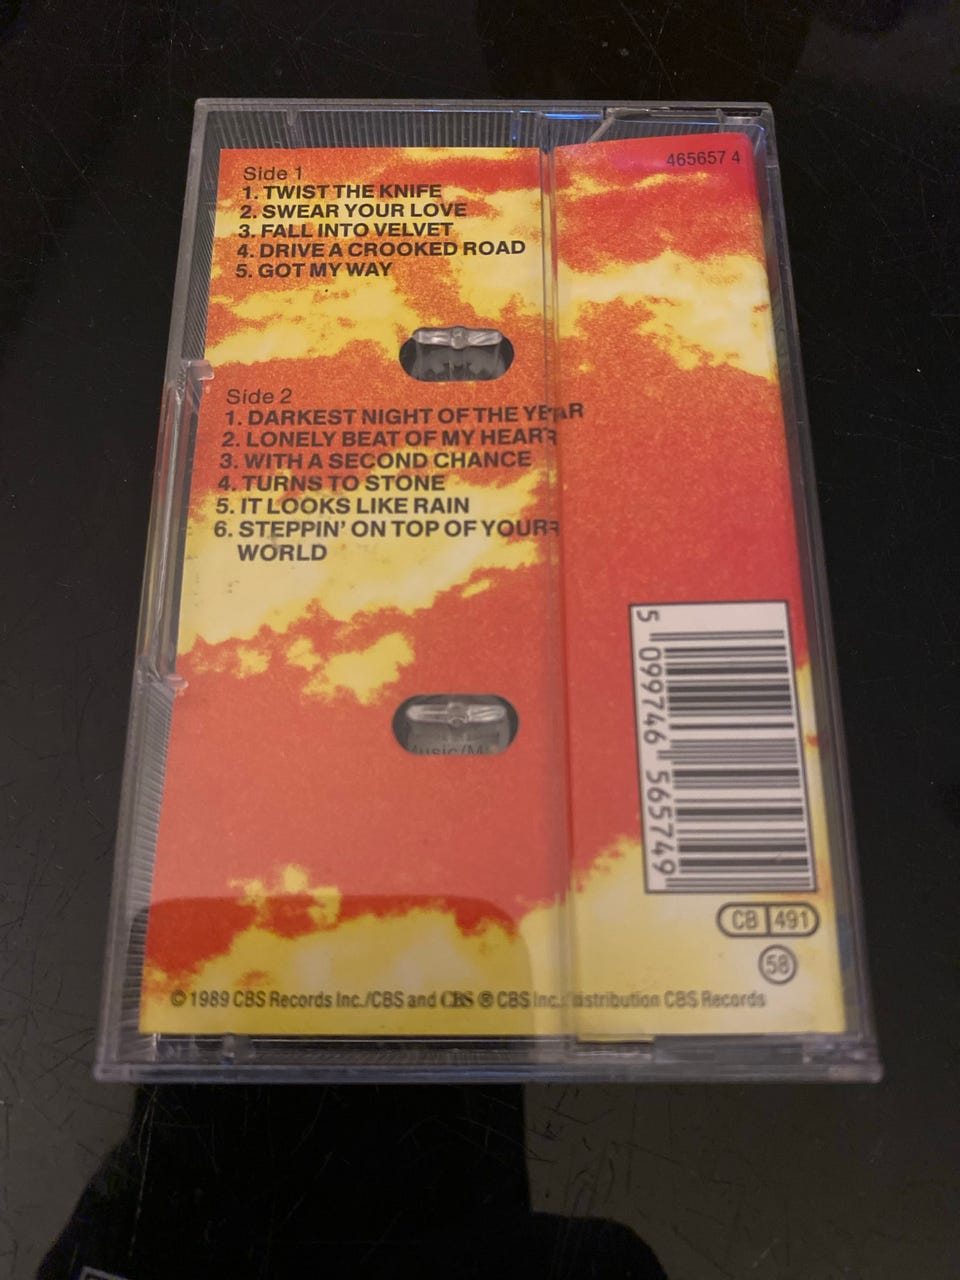 465657 4
Side 1
1. TWIST THE KNIFE
2. SWEAR YOUR LOVE
3. FALL INTO VELVET
4. DRIVE A CROOKED ROAD
5. GOT MY WAY
Side 2
1. DARKEST NIGHT OF THE YEAR
2. LONELY BEAT OF MY HEART
3. WITH A SECOND CHANCE
4. TURNS TO STONE
5. IT LOOKS LIKE RAIN
6. STEPPIN' ON TOP OF YOUR
WORLD
5 099746 565749
CB 491
58
© 1989 CBS Records Inc./CBS and CBS ® CBS Inc./distribution CBS Records